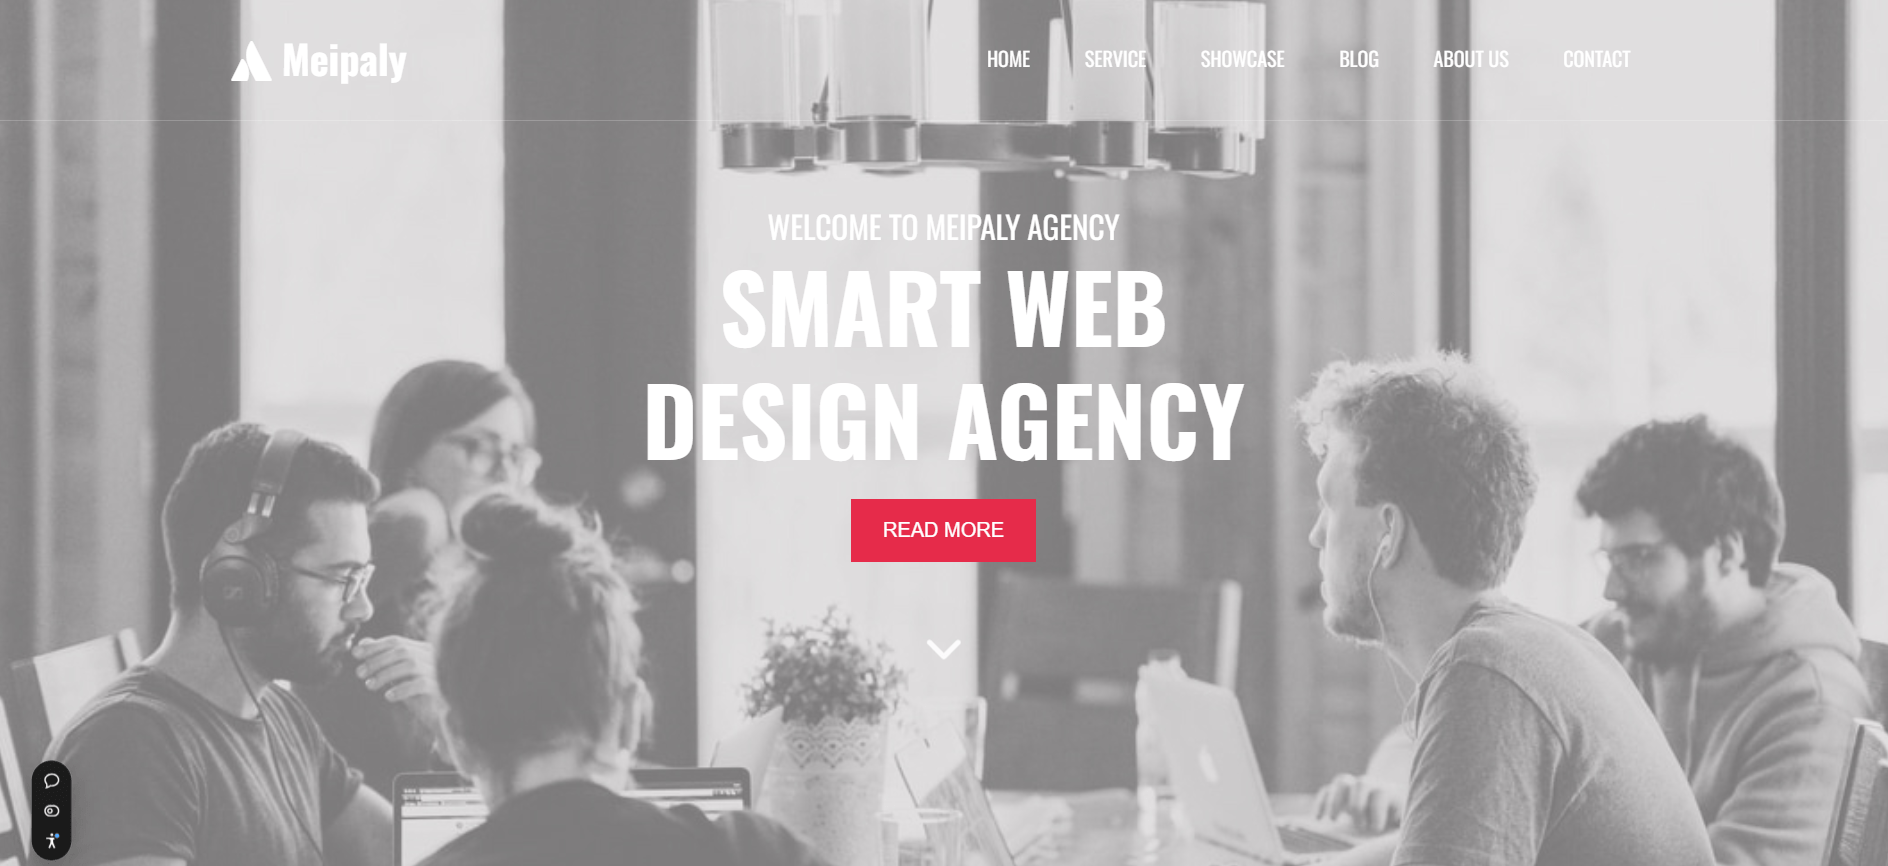 Meipaly
HOME SERVICE SHOWCASE BLOG ABOUT US CONTACT
WELCOME TO MEIPALY AGENCY
SMART WEB
DESIGN AGENCY
READ MORE